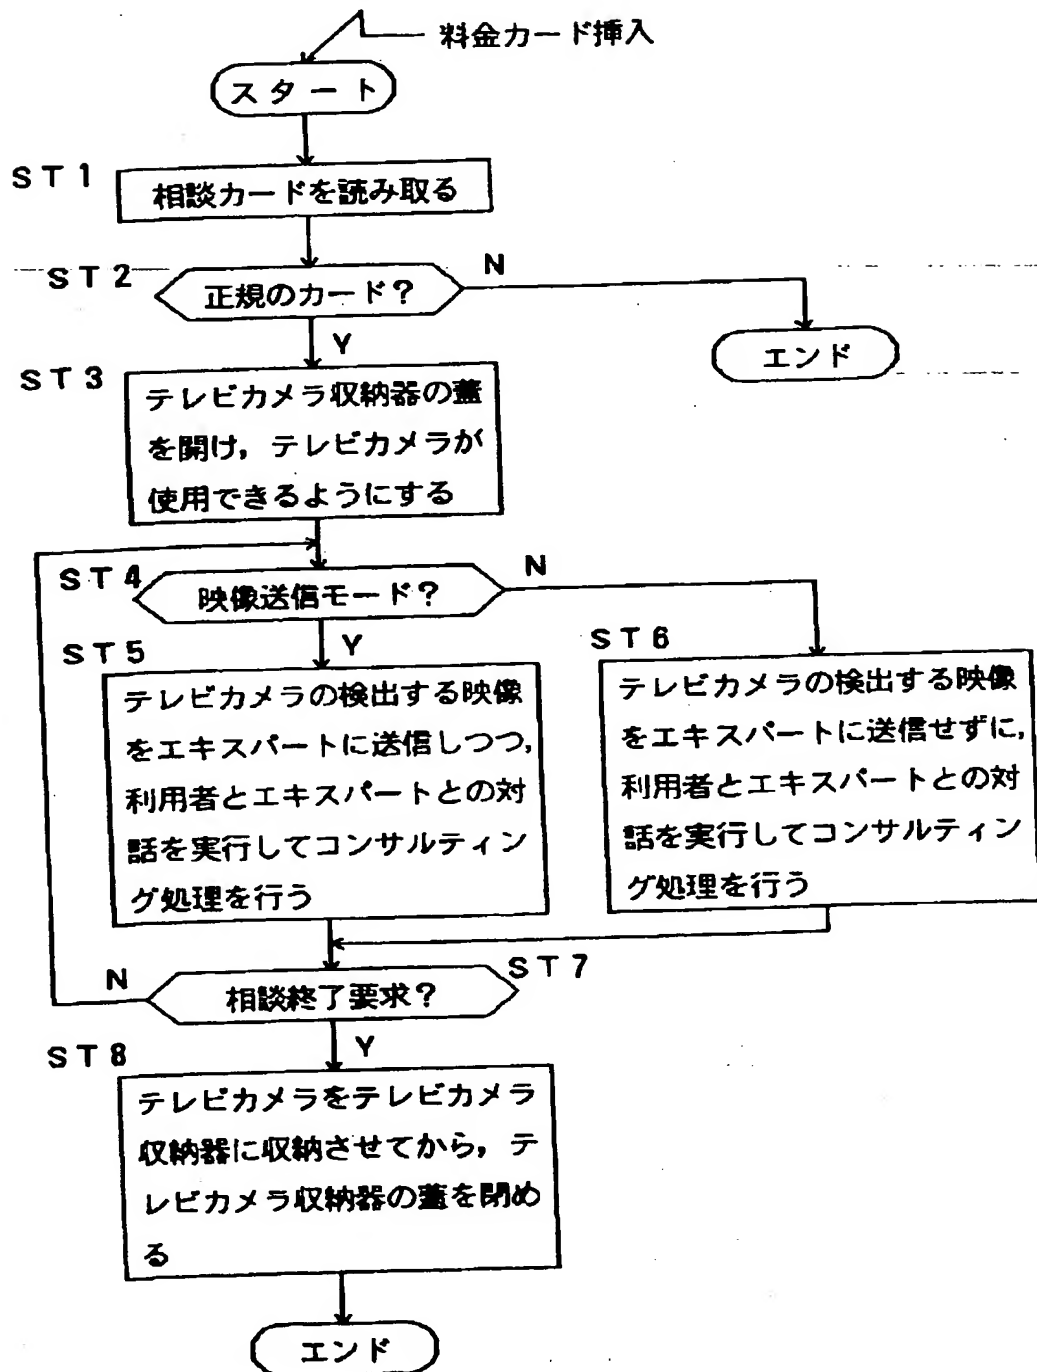 料金カード挿入
スタート
ST1
相談カードを読み取る
ST2
正規のカード?
N
Y
エンド
ST3
テレビカメラ収納器の蓋
を開け,テレビカメラが
使用できるようにする
ST4
映像送信モード?
N
Y
ST5
テレビカメラの検出する映像
をエキスパートに送信しつつ,
利用者とエキスパートとの対
話を実行してコンサルティン
グ処理を行う
ST6
テレビカメラの検出する映像
をエキスパートに送信せずに,
利用者とエキスパートとの対
話を実行してコンサルティン
グ処理を行う
ST7
相談終了要求?
N
Y
ST8
テレビカメラをテレビカメラ
収納器に収納させてから,テ
レビカメラ収納器の蓋を閉め
る
エンド